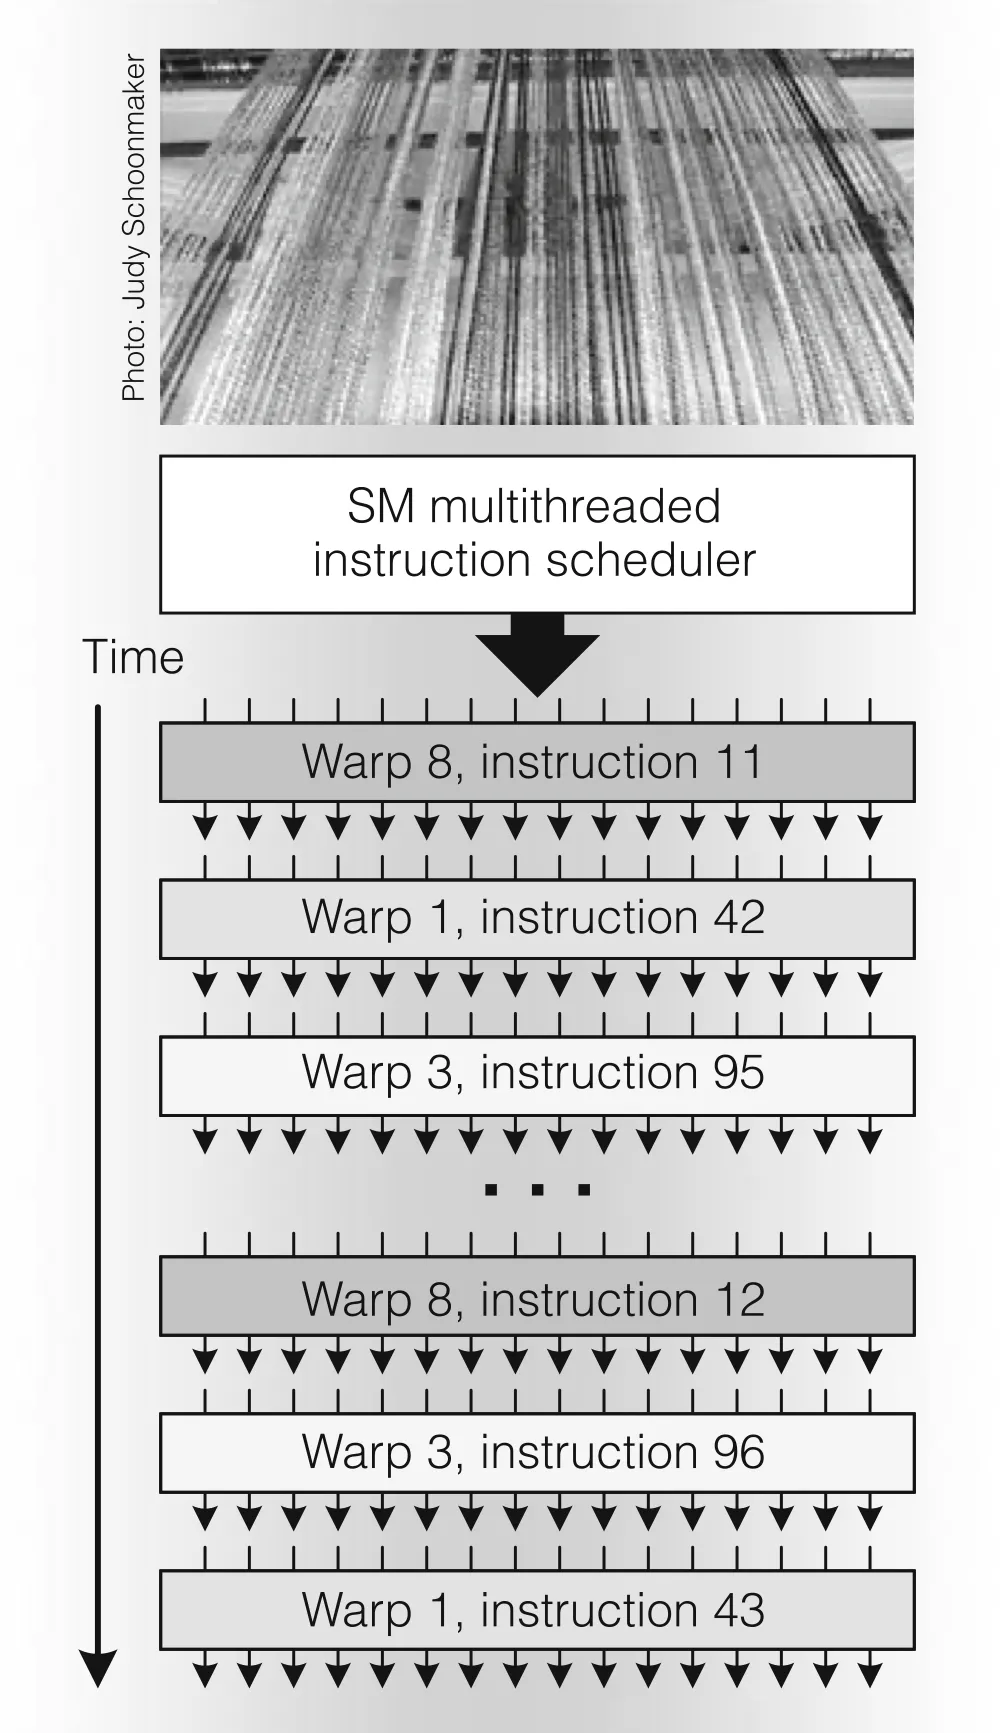 Photo: Judy Schoonmaker
SM multithreaded
instruction scheduler
Time
Warp 8, instruction 11
Warp 1, instruction 42
Warp 3, instruction 95
. . .
Warp 8, instruction 12
Warp 3, instruction 96
Warp 1, instruction 43